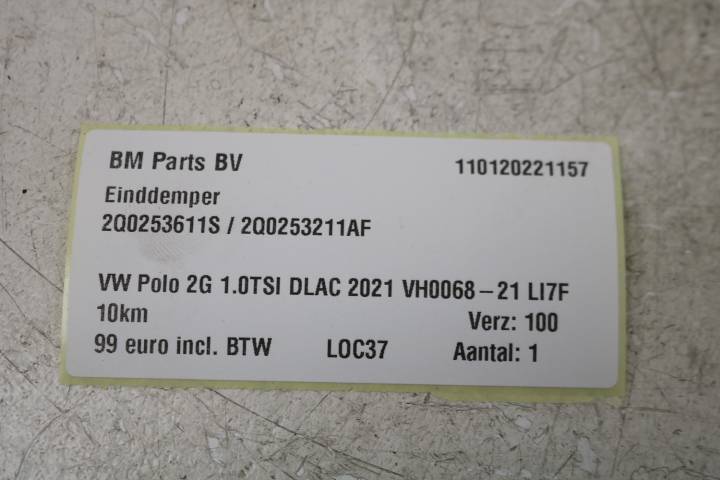 BM Parts BV 110120221157
Einddemper
2Q0253611S / 2Q0253211AF
VW Polo 2G 1.0TSI DLAC 2021 VH0068-21 LI7F
10km Verz: 100
99 euro incl. BTW LOC37 Aantal: 1